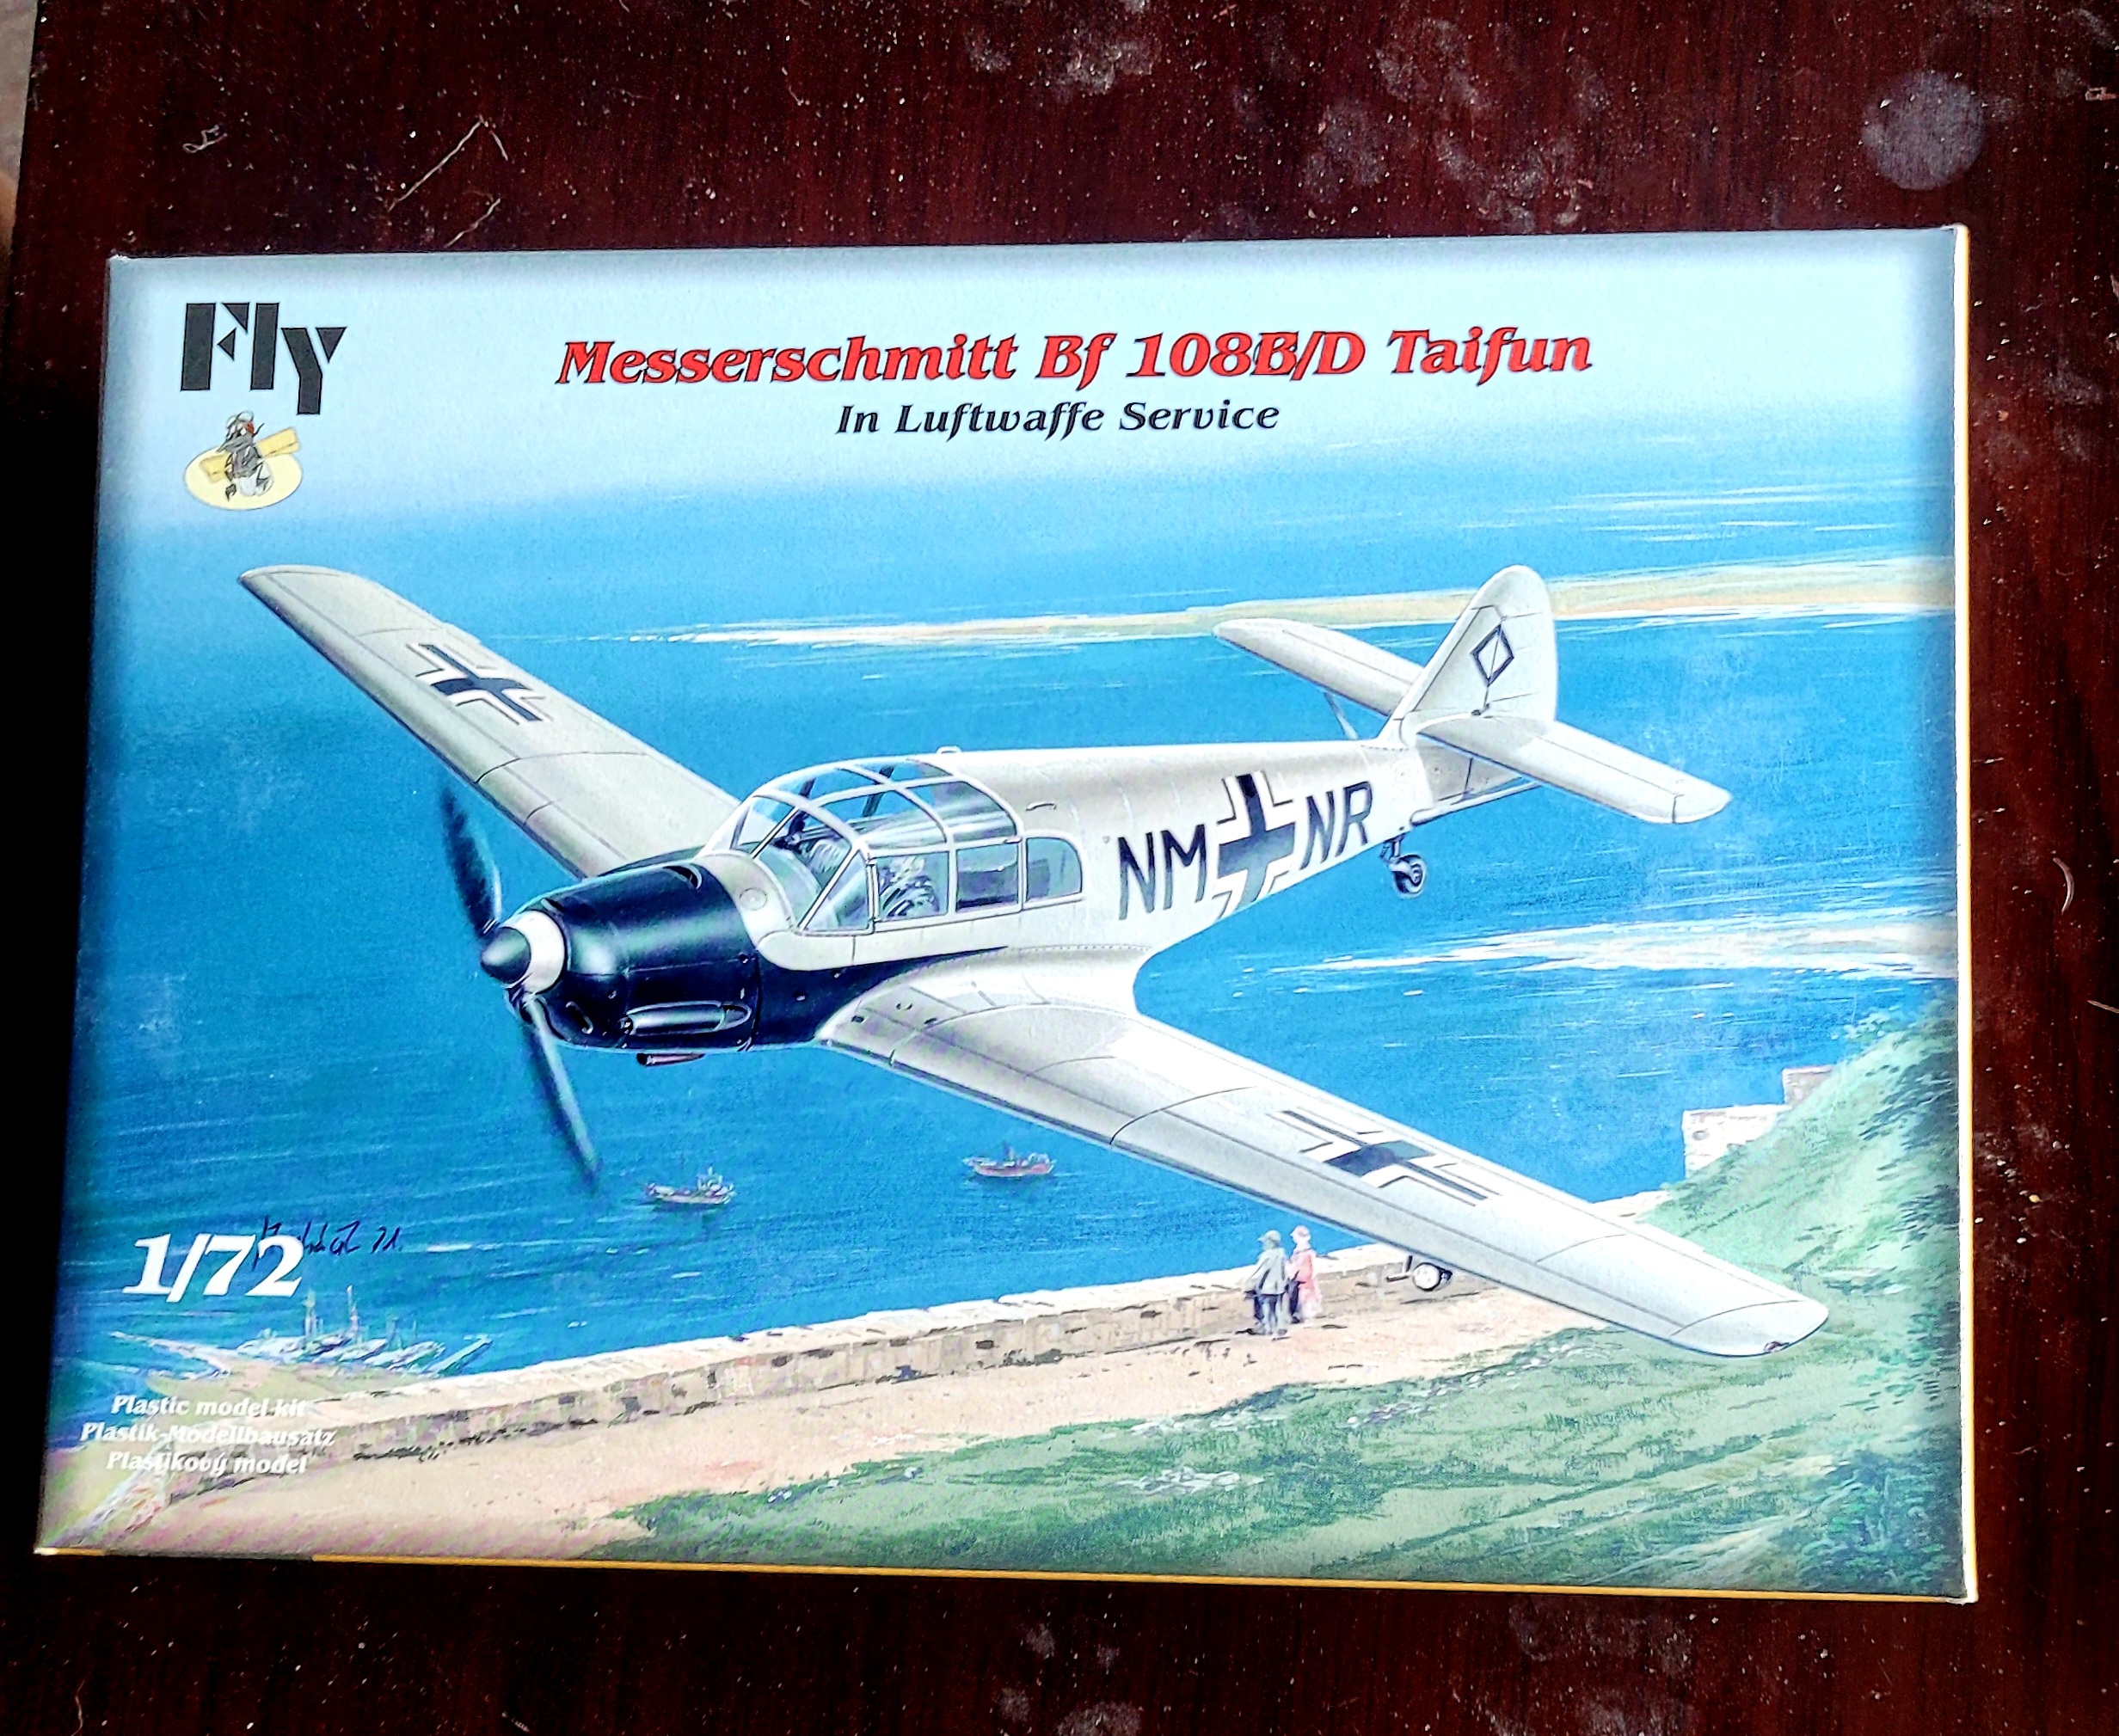 Fly
Messerschmitt Bf 108B/D Taifun
In Luftwaffe Service
NM NR
1/72
Plastic model kit
Plastik-Modellbausatz
Plastikový model